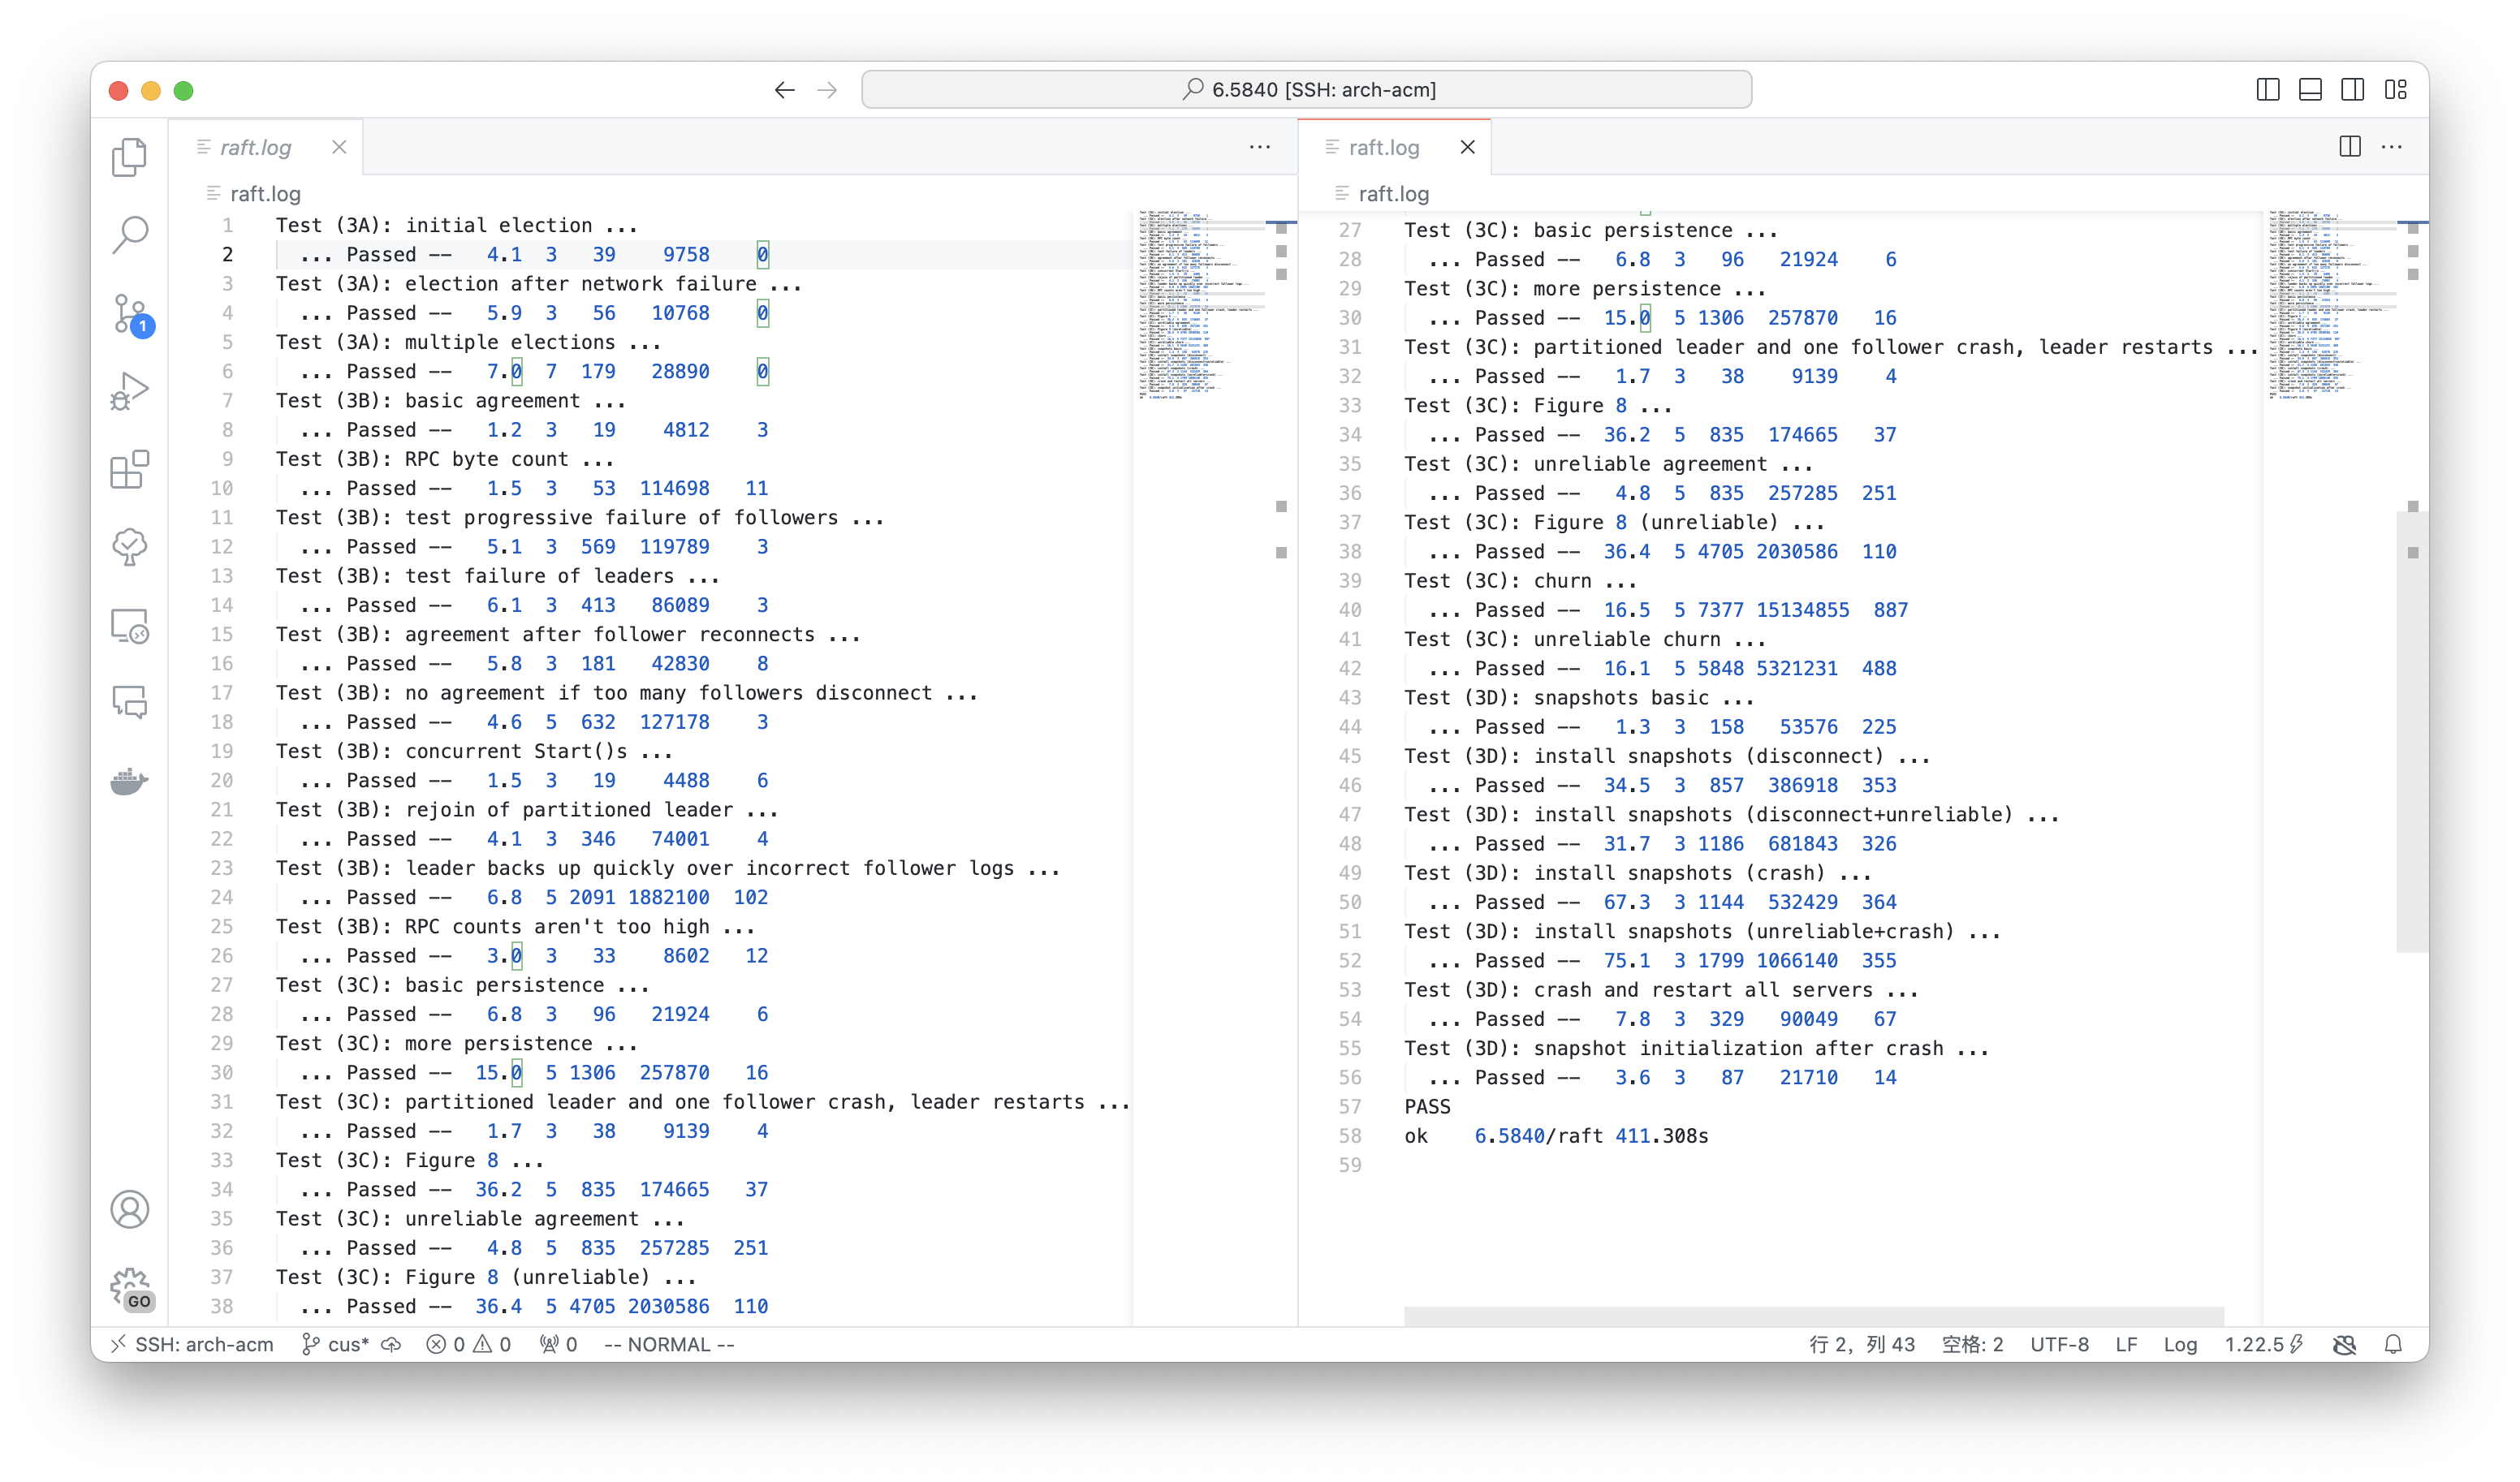 6.5840 [SSH: arch-acm]
raft.log
raft.log
1 Test (3A): initial election ...
2 ... Passed -- 4.1 3 39 9758 0
3 Test (3A): election after network failure ...
4 ... Passed -- 5.9 3 56 10768 0
5 Test (3A): multiple elections ...
6 ... Passed -- 7.0 7 179 28890 0
7 Test (3B): basic agreement ...
8 ... Passed -- 1.2 3 19 4812 3
9 Test (3B): RPC byte count ...
10 ... Passed -- 1.5 3 53 114698 11
11 Test (3B): test progressive failure of followers ...
12 ... Passed -- 5.1 3 569 119789 3
13 Test (3B): test failure of leaders ...
14 ... Passed -- 6.1 3 413 86089 3
15 Test (3B): agreement after follower reconnects ...
16 ... Passed -- 5.8 3 181 42830 8
17 Test (3B): no agreement if too many followers disconnect ...
18 ... Passed -- 4.6 5 632 127178 3
19 Test (3B): concurrent Start()s ...
20 ... Passed -- 1.5 3 19 4488 6
21 Test (3B): rejoin of partitioned leader ...
22 ... Passed -- 4.1 3 346 74001 4
23 Test (3B): leader backs up quickly over incorrect follower logs ...
24 ... Passed -- 6.8 5 2091 1882100 102
25 Test (3B): RPC counts aren't too high ...
26 ... Passed -- 3.0 3 33 8602 12
27 Test (3C): basic persistence ...
28 ... Passed -- 6.8 3 96 21924 6
29 Test (3C): more persistence ...
30 ... Passed -- 15.0 5 1306 257870 16
31 Test (3C): partitioned leader and one follower crash, leader restarts ...
32 ... Passed -- 1.7 3 38 9139 4
33 Test (3C): Figure 8 ...
34 ... Passed -- 36.2 5 835 174665 37
35 Test (3C): unreliable agreement ...
36 ... Passed -- 4.8 5 835 257285 251
37 Test (3C): Figure 8 (unreliable) ...
38 ... Passed -- 36.4 5 4705 2030586 110
raft.log
raft.log
27 Test (3C): basic persistence ...
28 ... Passed -- 6.8 3 96 21924 6
29 Test (3C): more persistence ...
30 ... Passed -- 15.0 5 1306 257870 16
31 Test (3C): partitioned leader and one follower crash, leader restarts ...
32 ... Passed -- 1.7 3 38 9139 4
33 Test (3C): Figure 8 ...
34 ... Passed -- 36.2 5 835 174665 37
35 Test (3C): unreliable agreement ...
36 ... Passed -- 4.8 5 835 257285 251
37 Test (3C): Figure 8 (unreliable) ...
38 ... Passed -- 36.4 5 4705 2030586 110
39 Test (3C): churn ...
40 ... Passed -- 16.5 5 7377 15134855 887
41 Test (3C): unreliable churn ...
42 ... Passed -- 16.1 5 5848 5321231 488
43 Test (3D): snapshots basic ...
44 ... Passed -- 1.3 3 158 53576 225
45 Test (3D): install snapshots (disconnect) ...
46 ... Passed -- 34.5 3 857 386918 353
47 Test (3D): install snapshots (disconnect+unreliable) ...
48 ... Passed -- 31.7 3 1186 681843 326
49 Test (3D): install snapshots (crash) ...
50 ... Passed -- 67.3 3 1144 532429 364
51 Test (3D): install snapshots (unreliable+crash) ...
52 ... Passed -- 75.1 3 1799 1066140 355
53 Test (3D): crash and restart all servers ...
54 ... Passed -- 7.8 3 329 90049 67
55 Test (3D): snapshot initialization after crash ...
56 ... Passed -- 3.6 3 87 21710 14
57 PASS
58 ok 6.5840/raft 411.308s
59
1
GO
SSH: arch-acm cus* 0 0 0 -- NORMAL -- 行 2，列 43 空格: 2 UTF-8 LF Log 1.22.5